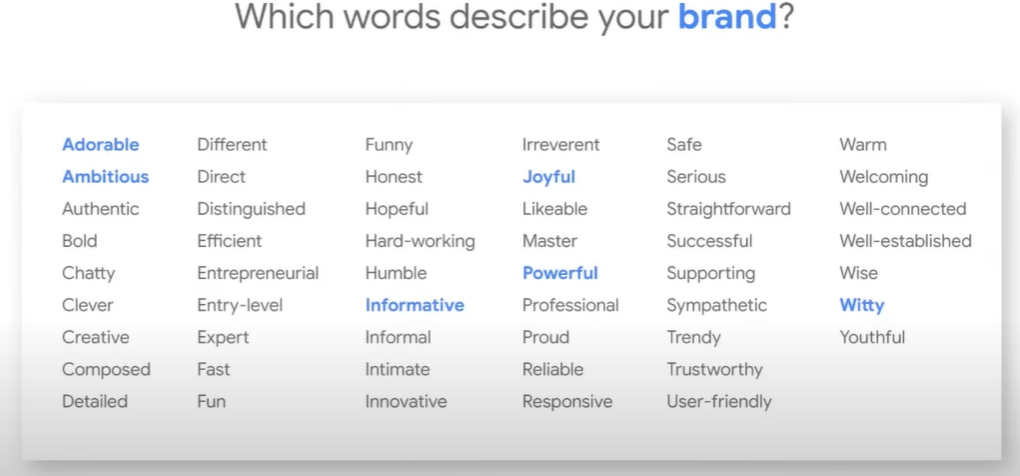 Which words describe your brand?
Adorable Different Funny Irreverent Safe Warm
Ambitious Direct Honest Joyful Serious Welcoming
Authentic Distinguished Hopeful Likeable Straightforward Well-connected
Bold Efficient Hard-working Master Successful Well-established
Chatty Entrepreneurial Humble Powerful Supporting Wise
Clever Entry-level Informative Professional Sympathetic Witty
Creative Expert Informal Proud Trendy Youthful
Composed Fast Intimate Reliable Trustworthy
Detailed Fun Innovative Responsive User-friendly